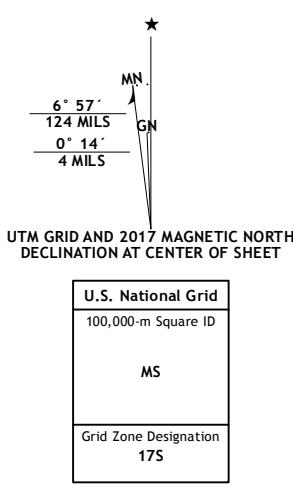 ★
MN
6° 57´
124 MILS
GN
0° 14´
4 MILS
UTM GRID AND 2017 MAGNETIC NORTH
DECLINATION AT CENTER OF SHEET
U.S. National Grid
100,000-m Square ID
MS
Grid Zone Designation
17S